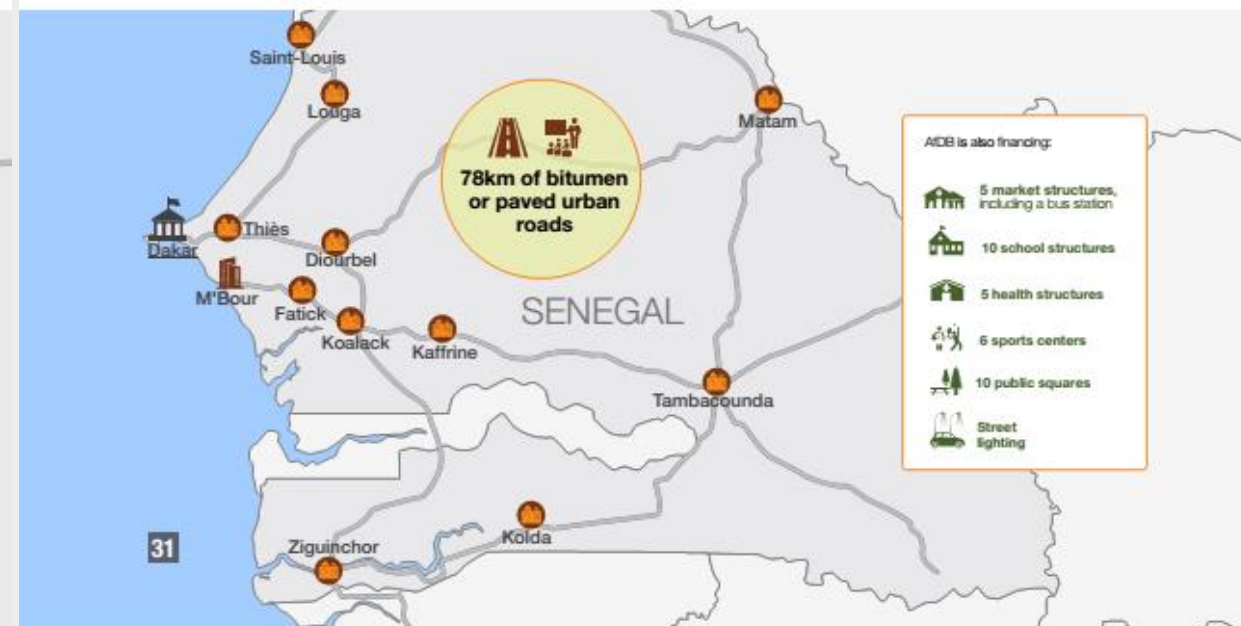 Saint-Louis
Louga
Matam
78km of bitumen
or paved urban
roads
Thiès
Dakar
Diourbel
M'Bour
Fatick
Koalack
Kaffrine
SENEGAL
Tambacounda
Kolda
Ziguinchor
31
AfDB is also financing:
5 market structures,
including a bus station
10 school structures
5 health structures
6 sports centers
10 public squares
Street
lighting